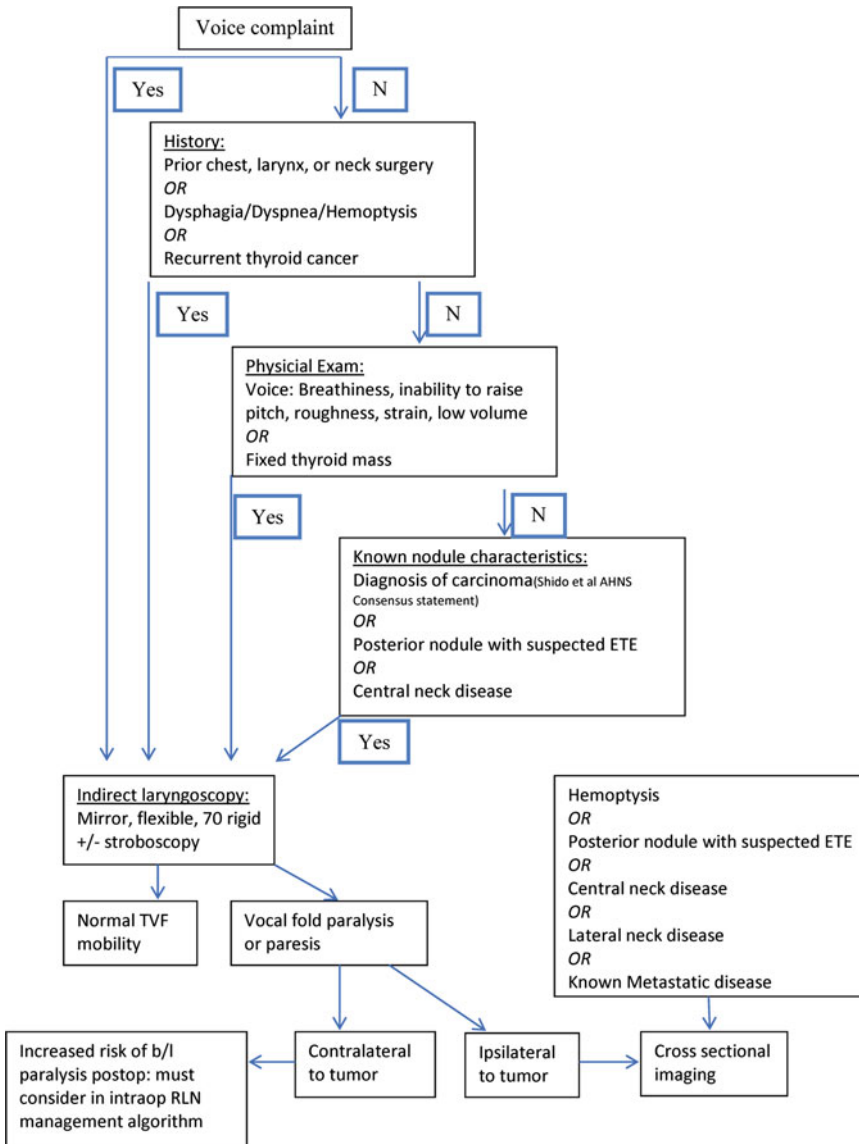 Voice complaint
Yes
N
History:
Prior chest, larynx, or neck surgery
OR
Dysphagia/Dyspnea/Hemoptysis
OR
Recurrent thyroid cancer
Yes
N
Physicial Exam:
Voice: Breathiness, inability to raise
pitch, roughness, strain, low volume
OR
Fixed thyroid mass
Yes
N
Known nodule characteristics:
Diagnosis of carcinoma(Shido et al AHNS
Consensus statement)
OR
Posterior nodule with suspected ETE
OR
Central neck disease
Yes
Indirect laryngoscopy:
Mirror, flexible, 70 rigid
+/- stroboscopy
Hemoptysis
OR
Posterior nodule with suspected ETE
OR
Central neck disease
OR
Lateral neck disease
OR
Known Metastatic disease
Normal TVF
mobility
Vocal fold paralysis
or paresis
Increased risk of b/l
paralysis postop: must
consider in intraop RLN
management algorithm
Contralateral
to tumor
Ipsilateral
to tumor
Cross sectional
imaging